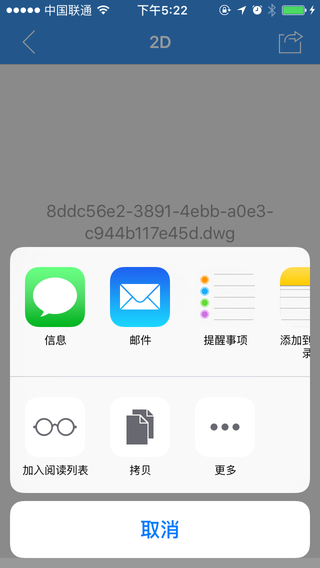 中国联通 下午5:22
2D
8ddc56e2-3891-4ebb-a0e3-
c944b117e45d.dwg
信息 邮件 提醒事项 添加到
录
加入阅读列表 拷贝 更多
取消